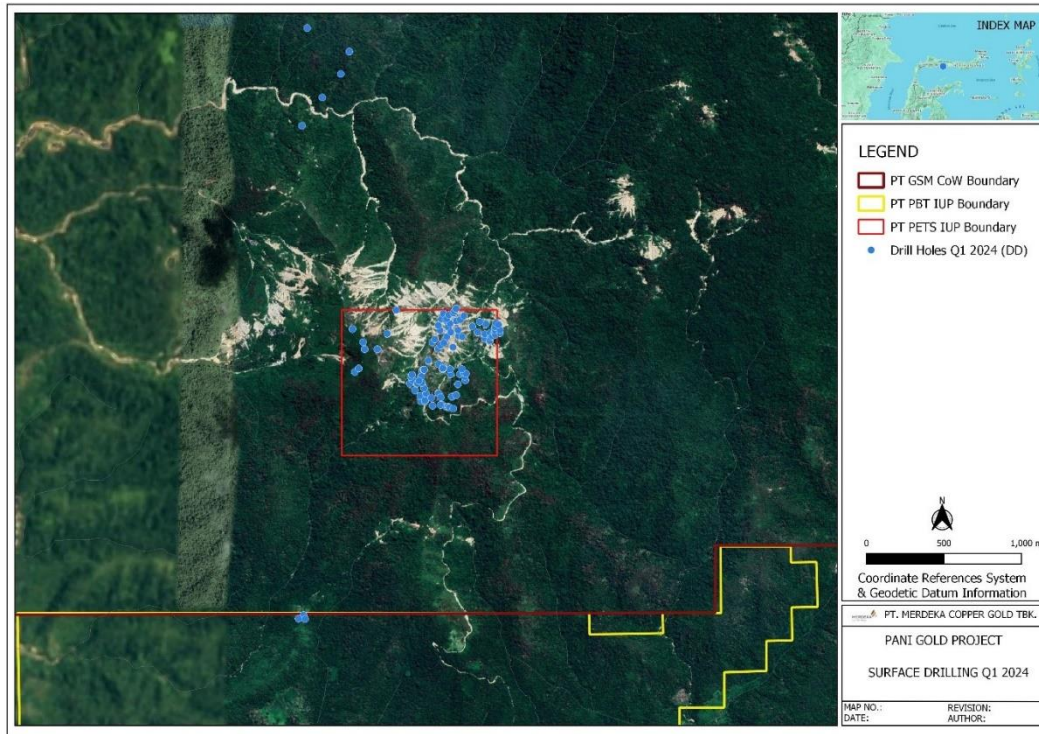 INDEX MAP
LEGEND
PT GSM CoW Boundary
PT PBT IUP Boundary
PT PETS IUP Boundary
Drill Holes Q1 2024 (DD)
N
0 500 1,000 m
Coordinate References System
& Geodetic Datum Information
PT. MERDEKA COPPER GOLD TBK.
PANI GOLD PROJECT
SURFACE DRILLING Q1 2024
MAP NO.: REVISION:
DATE: AUTHOR: